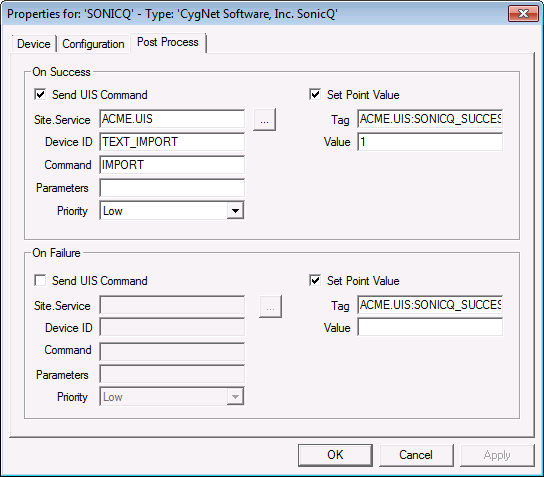 Properties for: 'SONICQ' - Type: 'CygNet Software, Inc. SonicQ'
Device Configuration Post Process
On Success
Send UIS Command Set Point Value
Site.Service ACME.UIS ... Tag ACME.UIS:SONICQ_SUCCES
Device ID TEXT_IMPORT Value 1
Command IMPORT
Parameters
Priority Low
On Failure
Send UIS Command Set Point Value
Site.Service ... Tag ACME.UIS:SONICQ_SUCCES
Device ID Value
Command
Parameters
Priority Low
OK Cancel Apply